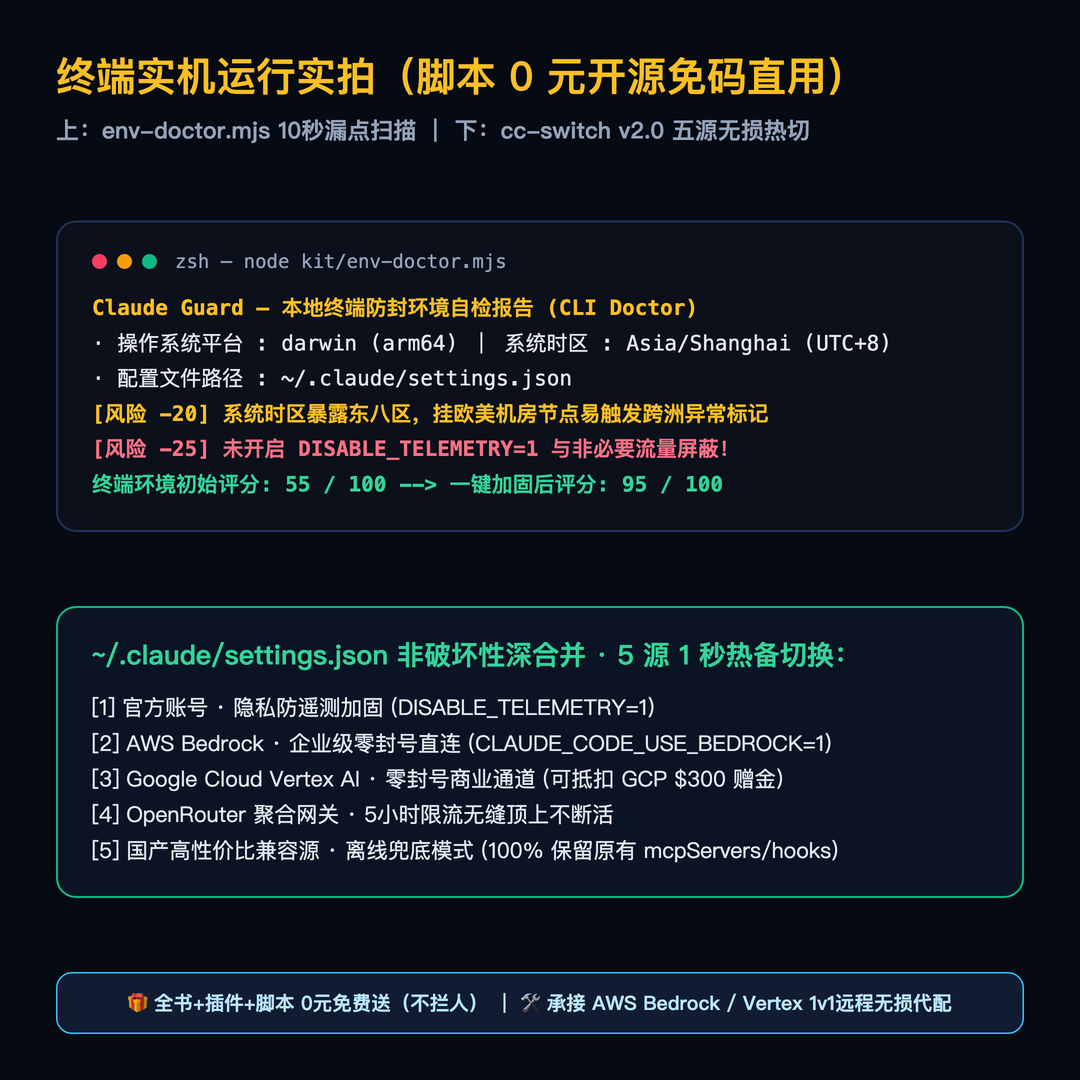 终端实机运行实拍（脚本 0 元开源免码直用）
上：env-doctor.mjs 10秒漏点扫描 ｜ 下：cc-switch v2.0 五源无损热切
zsh — node kit/env-doctor.mjs
Claude Guard — 本地终端防封环境自检报告 (CLI Doctor)
· 操作系统平台 : darwin (arm64) ｜ 系统时区 : Asia/Shanghai (UTC+8)
· 配置文件路径 : ~/.claude/settings.json
[风险 -20] 系统时区暴露东八区，挂欧美机房节点易触发跨洲异常标记
[风险 -25] 未开启 DISABLE_TELEMETRY=1 与非必要流量屏蔽!
终端环境初始评分: 55 / 100 --> 一键加固后评分: 95 / 100
~/.claude/settings.json 非破坏性深合并 · 5 源 1 秒热备切换：
[1] 官方账号 · 隐私防遥测加固 (DISABLE_TELEMETRY=1)
[2] AWS Bedrock · 企业级零封号直连 (CLAUDE_CODE_USE_BEDROCK=1)
[3] Google Cloud Vertex AI · 零封号商业通道 (可抵扣 GCP $300 赠金)
[4] OpenRouter 聚合网关 · 5小时限流无缝顶上不断活
[5] 国产高性价比兼容源 · 离线兜底模式 (100% 保留原有 mcpServers/hooks)
🎁 全书+插件+脚本 0元免费送（不拦人） ｜ 🛠️ 承接 AWS Bedrock / Vertex 1v1远程无损代配